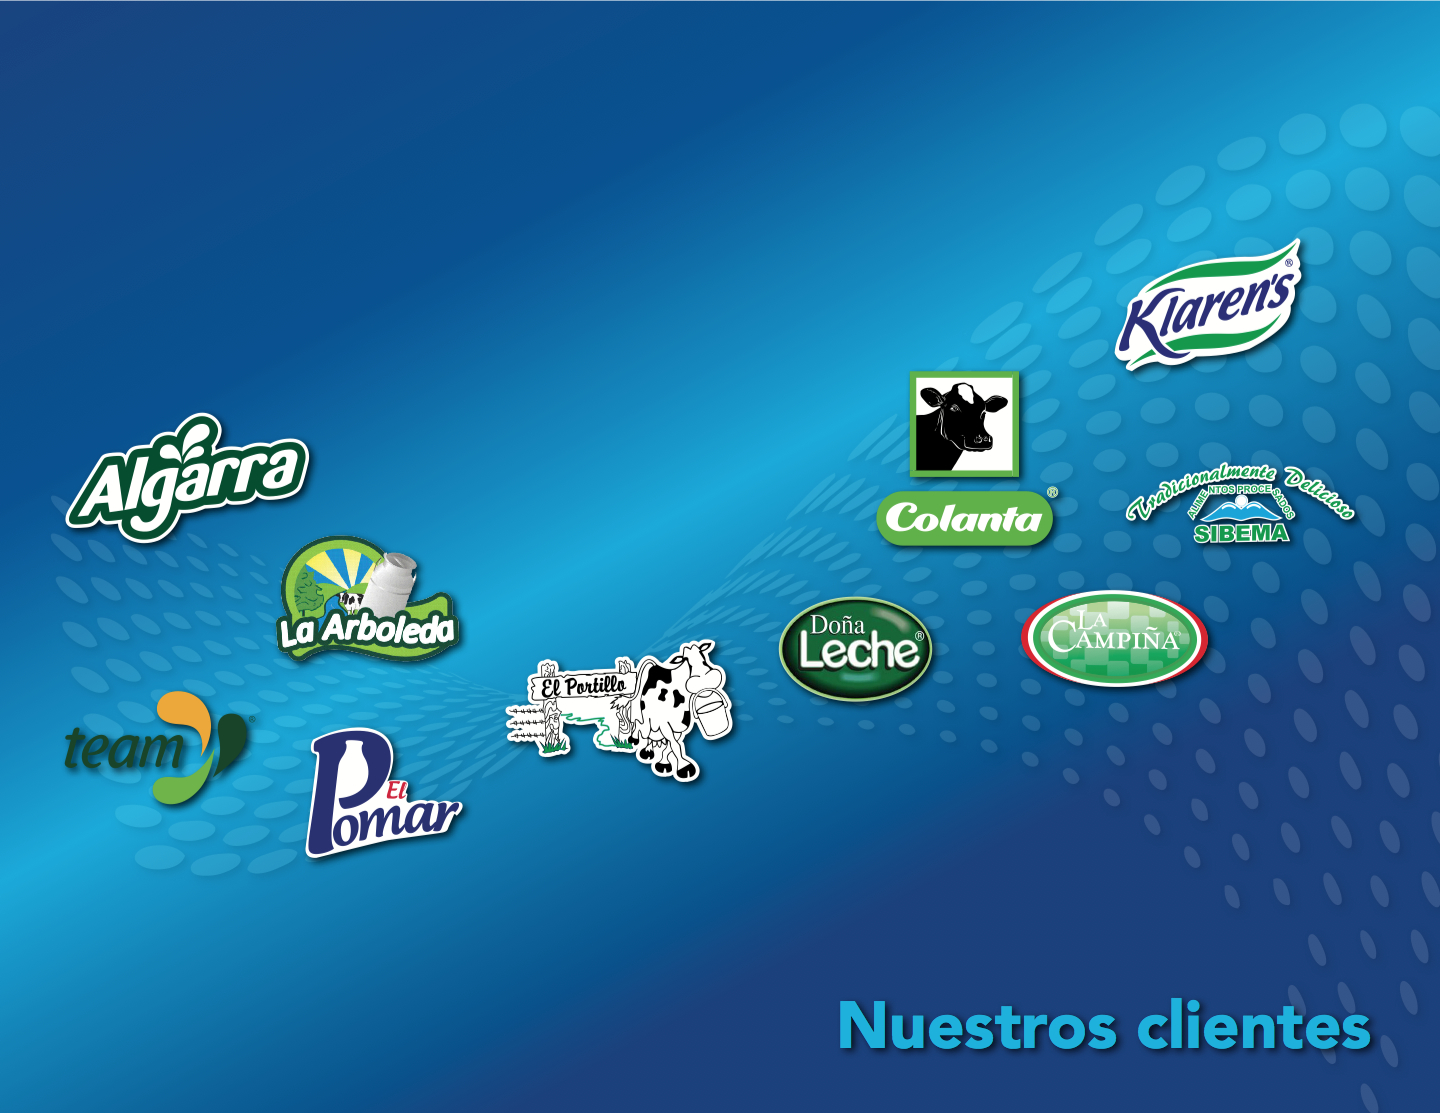 Klaren's®
Colanta®
Tradicionalmente Delicioso
ALIMENTOS PROCESADOS
SIBEMA
Algarra
La Arboleda
Doña
Leche®
LA
CAMPIÑA®
El Portillo
team®
El
Pomar
Nuestros clientes